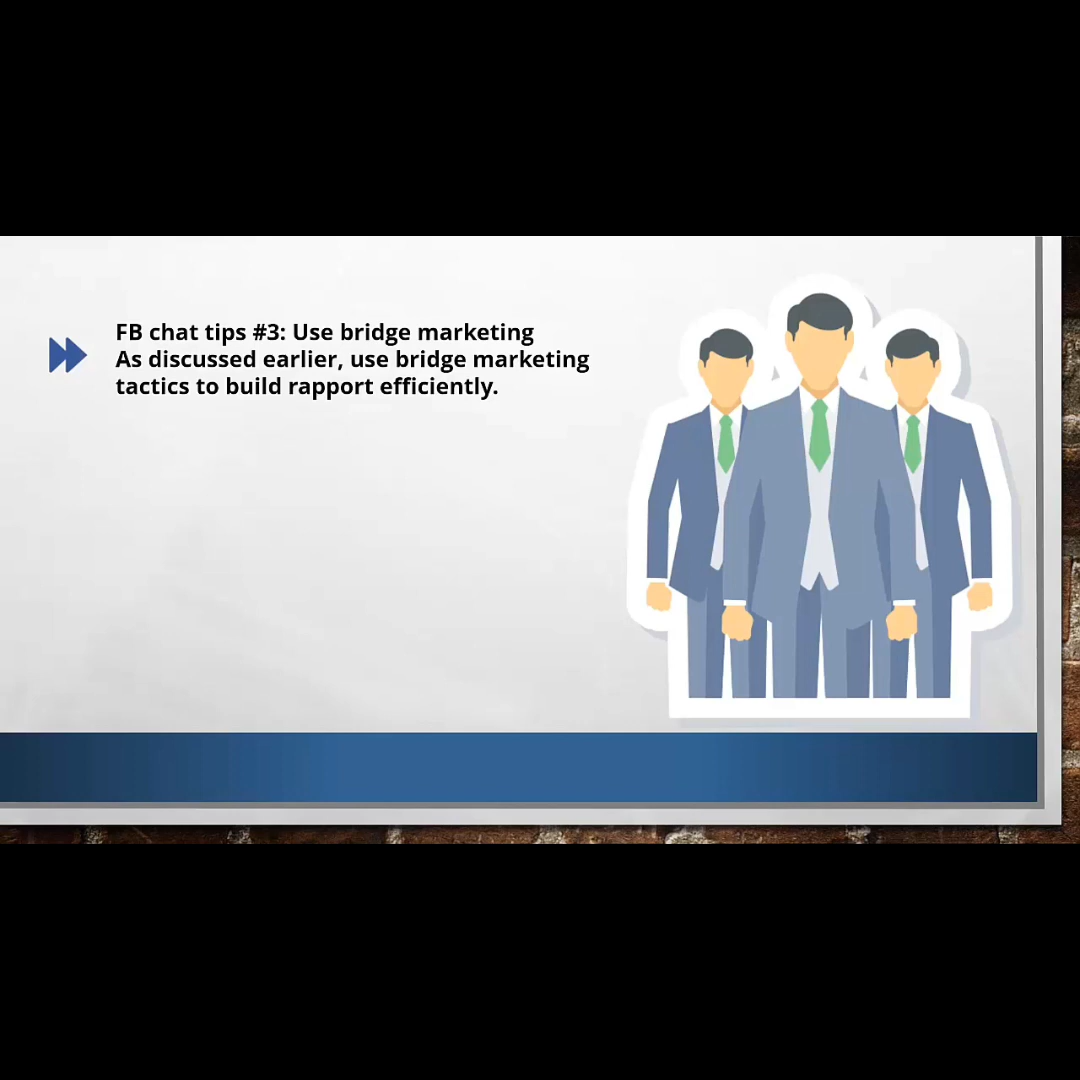 FB chat tips #3: Use bridge marketing
As discussed earlier, use bridge marketing
tactics to build rapport efficiently.